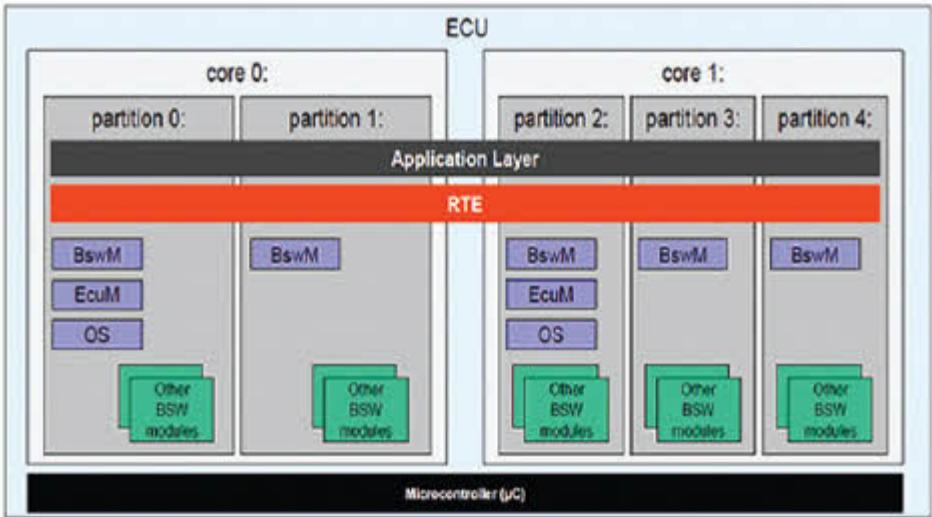 ECU
core 0:
core 1:
partition 0:
partition 1:
partition 2:
partition 3:
partition 4:
Application Layer
RTE
BswM
BswM
BswM
BswM
BswM
EcuM
EcuM
OS
OS
Other
BSW
modules
Other
BSW
modules
Other
BSW
modules
Other
BSW
modules
Other
BSW
modules
Microcontroller (µC)